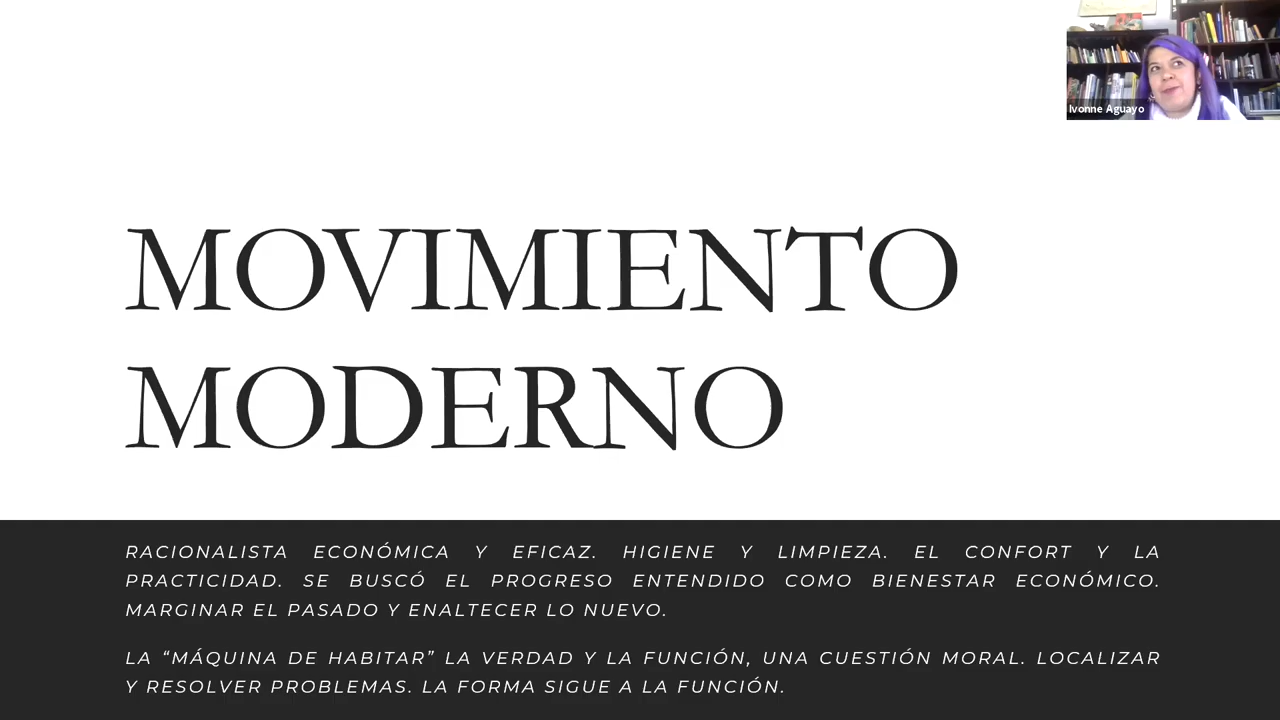 Ivonne Aguayo
MOVIMIENTO
MODERNO
RACIONALISTA ECONÓMICA Y EFICAZ. HIGIENE Y LIMPIEZA. EL CONFORT Y LA
PRACTICIDAD. SE BUSCÓ EL PROGRESO ENTENDIDO COMO BIENESTAR ECONÓMICO.
MARGINAR EL PASADO Y ENALTECER LO NUEVO.
LA “MÁQUINA DE HABITAR” LA VERDAD Y LA FUNCIÓN, UNA CUESTIÓN MORAL. LOCALIZAR
Y RESOLVER PROBLEMAS. LA FORMA SIGUE A LA FUNCIÓN.